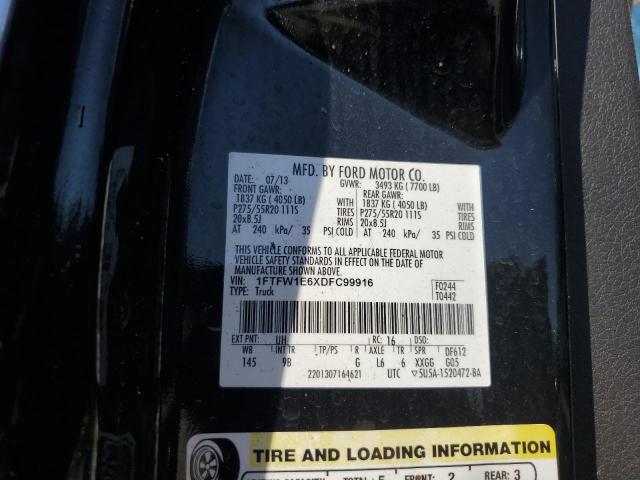 MFD. BY FORD MOTOR CO.
DATE: 07/13 GVWR: 3493 KG ( 7700 LB)
FRONT GAWR: REAR GAWR:
1837 KG ( 4050 LB) WITH 1837 KG ( 4050 LB) WITH
P275/55R20 111S TIRES P275/55R20 111S TIRES
20x8.5J RIMS 20x8.5J RIMS
AT 240 kPa/ 35 PSI COLD AT 240 kPa/ 35 PSI COLD
THIS VEHICLE CONFORMS TO ALL APPLICABLE FEDERAL MOTOR
VEHICLE SAFETY STANDARDS IN EFFECT ON THE DATE OF
MANUFACTURE SHOWN ABOVE.
VIN: 1FTFW1E6XDFC99916 F0244
TYPE: Truck T0442
EXT PNT: UH RC: 16 DSO:
WB INT TR TP/PS R AXLE TR SPR DF612
145 9B G L6 6 XXGG G05
2201307164621 UTC 5U5A-1520472-BA
TIRE AND LOADING INFORMATION
TOTAL FRONT: 2 REAR: 3